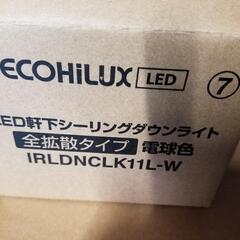 ECOHiLUX LED
⑦
LED軒下シーリングダウンライト
全拡散タイプ 電球色
IRLDNCLK11L-W